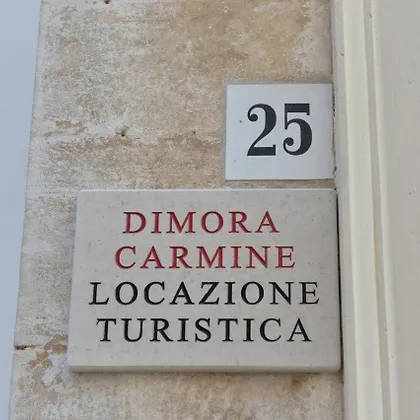 25
DIMORA
CARMINE
LOCAZIONE
TURISTICA